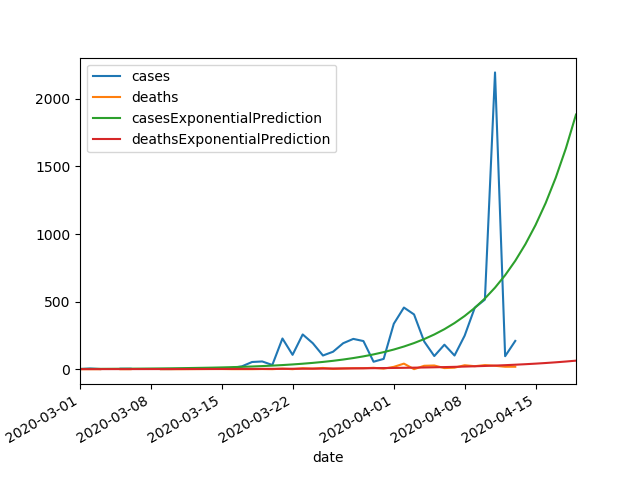 cases
deaths
casesExponentialPrediction
deathsExponentialPrediction
2000
1500
1000
500
0
2020-03-01
2020-03-08
2020-03-15
2020-03-22
2020-04-01
2020-04-08
2020-04-15
date